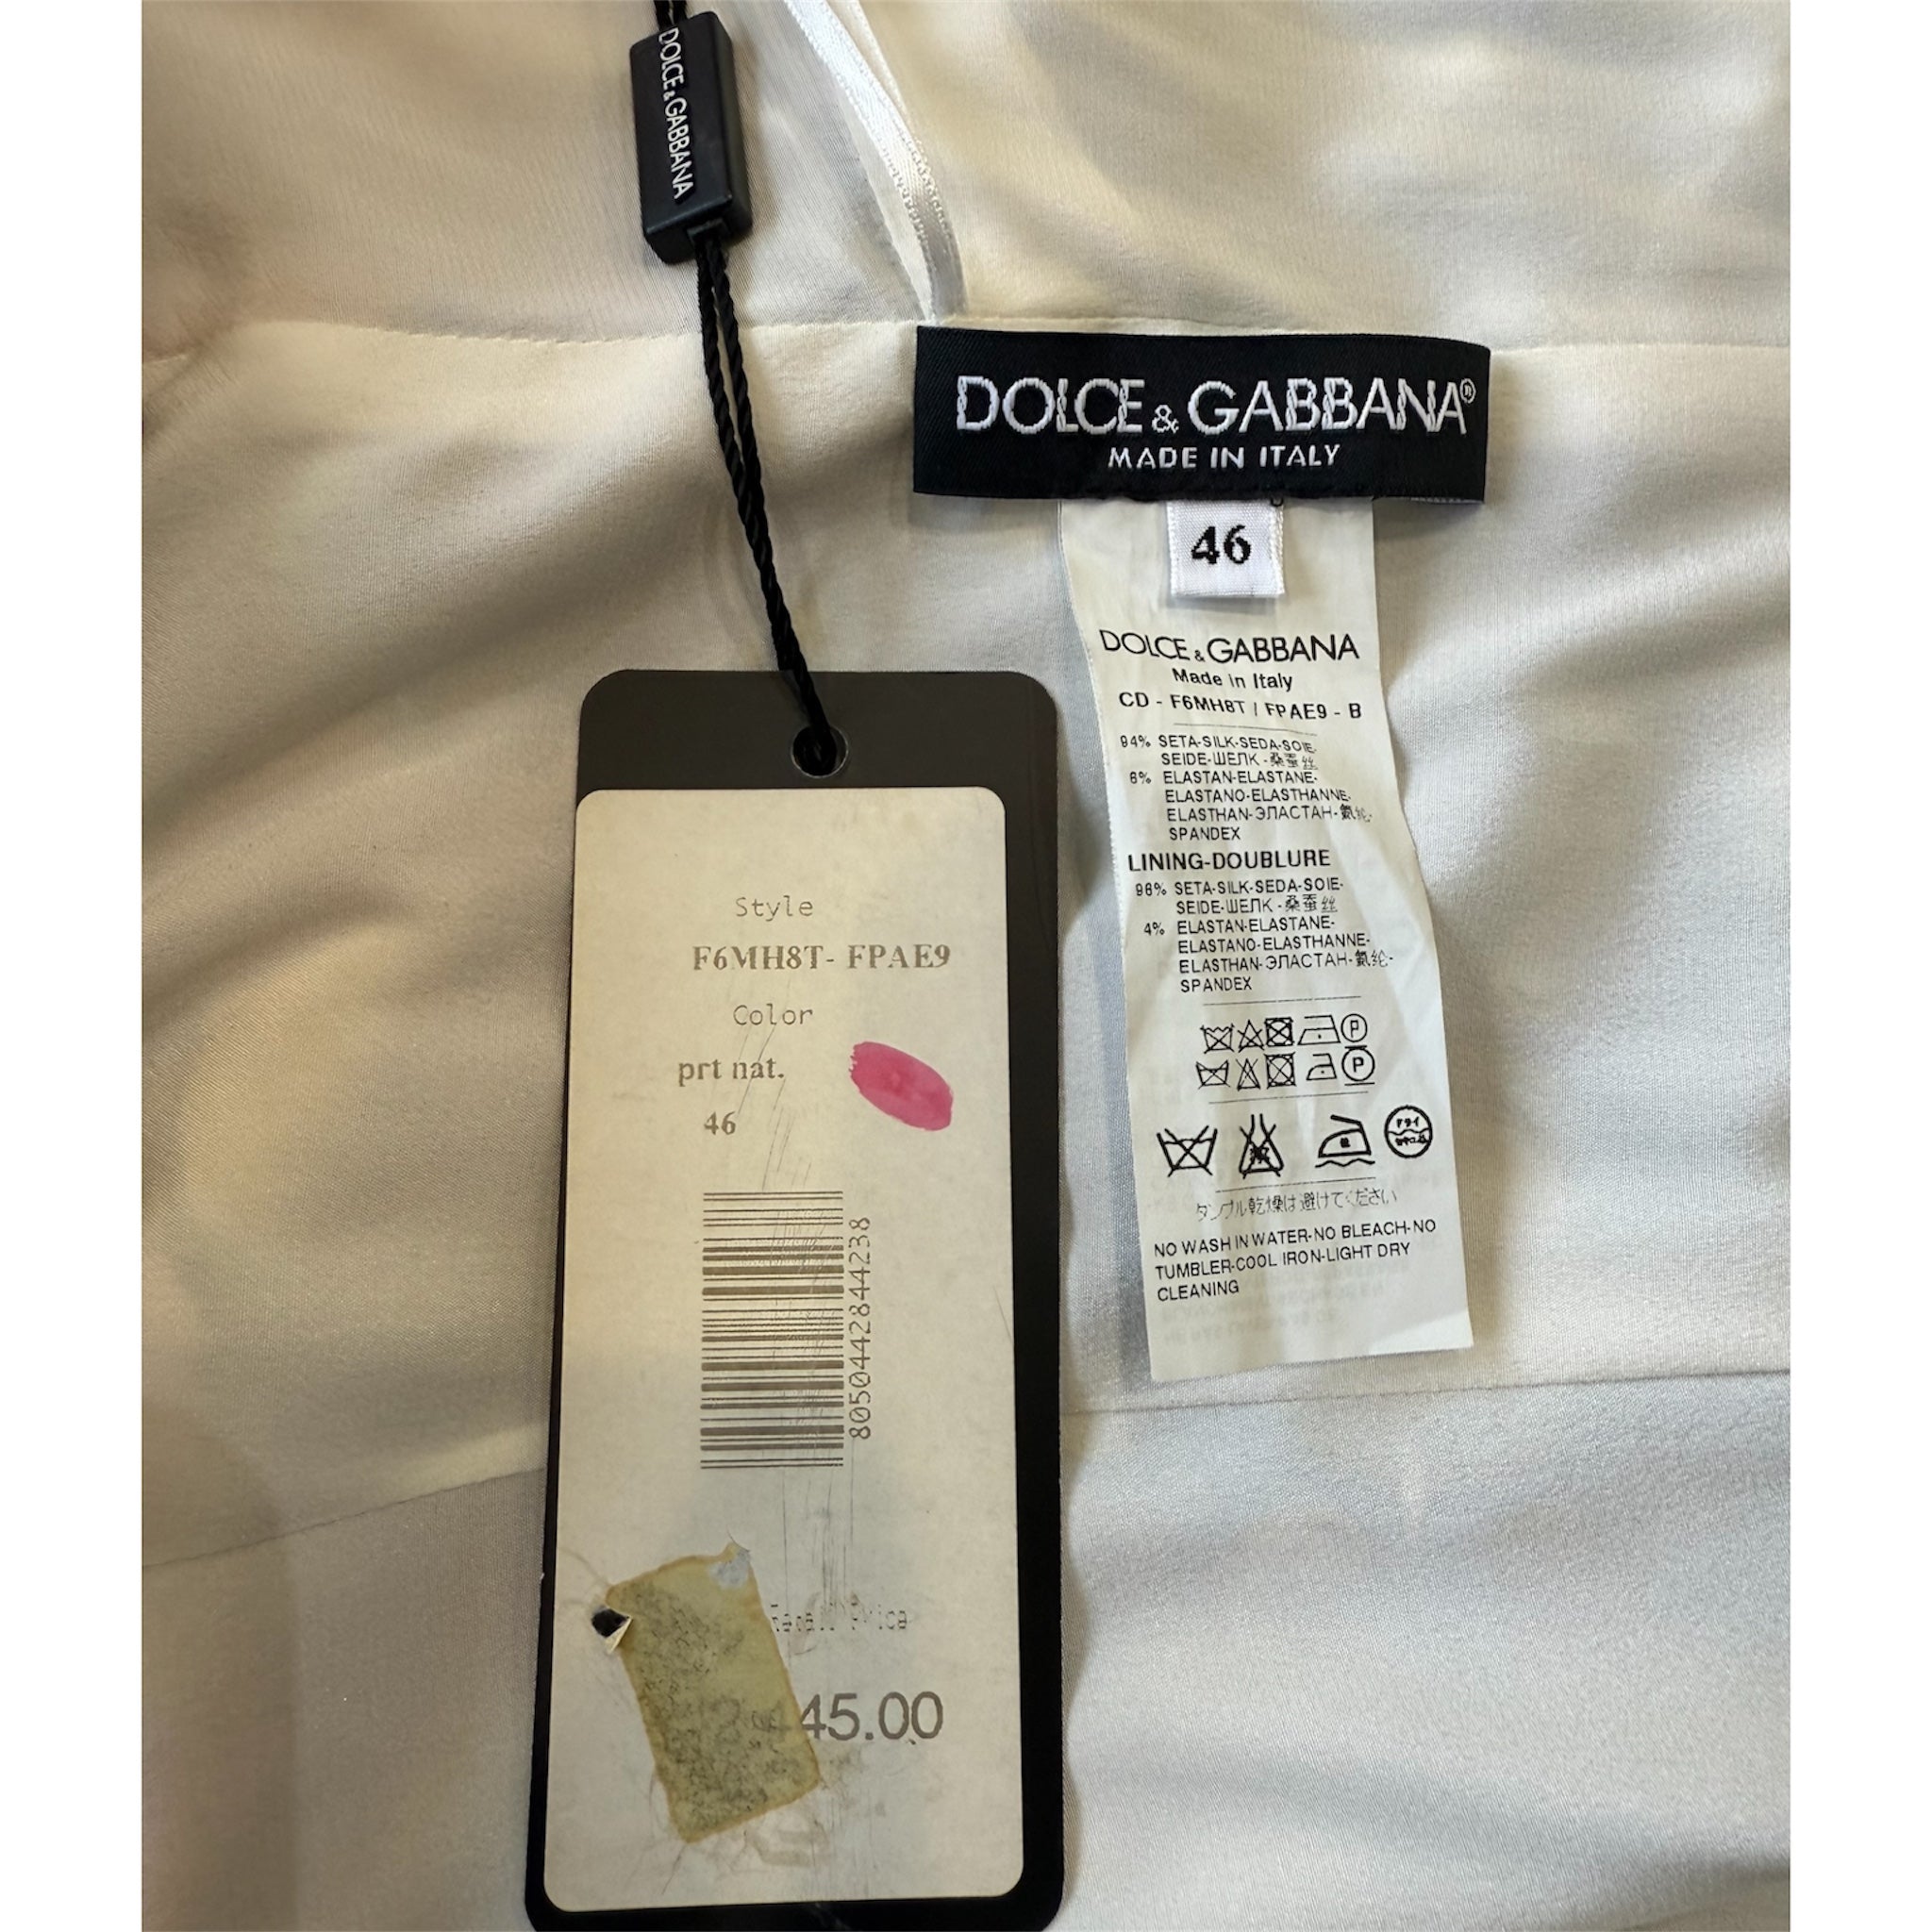 DOLCE&GABBANA
DOLCE&GABBANA®
MADE IN ITALY
46
DOLCE&GABBANA
Made in Italy
CD - F6MH8T / FPAE9 - B
94% SETA-SILK-SEDA-SOIE-
SEIDE-ШЕЛК -桑蚕丝
6% ELASTAN-ELASTANE-
ELASTANO-ELASTHANNE-
ELASTHAN-ЭЛАСТАН-氨纶-
SPANDEX
LINING-DOUBLURE
96% SETA-SILK-SEDA-SOIE-
SEIDE-ШЕЛК -桑蚕丝
4% ELASTAN-ELASTANE-
ELASTANO-ELASTHANNE-
ELASTHAN-ЭЛАСТАН-氨纶-
SPANDEX
P
P
ドライ
タンブル乾燥は避けてください
NO WASH IN WATER-NO BLEACH-NO
TUMBLER-COOL IRON-LIGHT DRY
CLEANING
Style
F6MH8T- FPAE9
Color
prt nat.
46
8050442844238
Retail Price
45.00